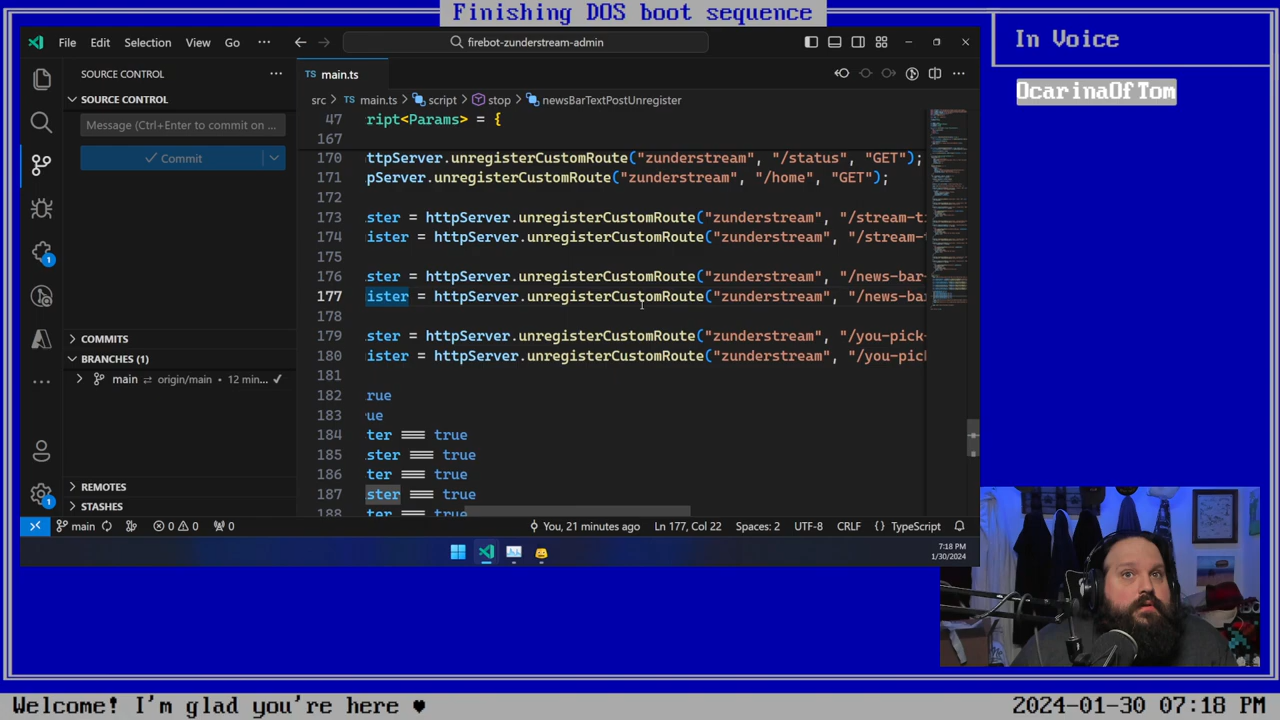 Finishing DOS boot sequence
In Voice
OcarinaOfTom
File Edit Selection View Go ···
firebot-zunderstream-admin
SOURCE CONTROL ···
SOURCE CONTROL
Message (Ctrl+Enter to commit on ...
Commit
COMMITS
BRANCHES (1)
main origin/main 12 min...
REMOTES
STASHES
TS main.ts
src > TS main.ts > script > stop > newsBarTextPostUnregister
47 ript<Params> = {
167
170 ttpServer.unregisterCustomRoute("zunderstream", "/status", "GET");
171 pServer.unregisterCustomRoute("zunderstream", "/home", "GET");
172
173 ster = httpServer.unregisterCustomRoute("zunderstream", "/stream-t
174 ister = httpServer.unregisterCustomRoute("zunderstream", "/stream-
175
176 ster = httpServer.unregisterCustomRoute("zunderstream", "/news-bar-
177 ister = httpServer.unregisterCustomRoute("zunderstream", "/news-ba
178
179 ster = httpServer.unregisterCustomRoute("zunderstream", "/you-pick-
180 ister = httpServer.unregisterCustomRoute("zunderstream", "/you-pic
181
182 rue
183 ue
184 ter === true
185 ster === true
186 ter === true
187 ster === true
188 ter === true
main 0 0 0 You, 21 minutes ago Ln 177, Col 22 Spaces: 2 UTF-8 CRLF {} TypeScript
7:18 PM
1/30/2024
Welcome! I'm glad you're here ♥
2024-01-30 07:18 PM